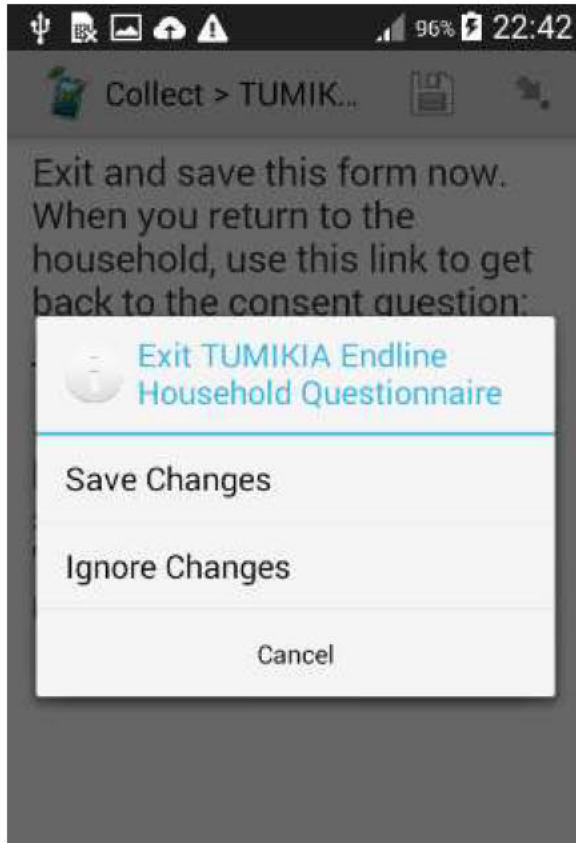 96% 22:42
Collect > TUMIK...
Exit and save this form now.
When you return to the
household, use this link to get
back to the consent question:
Exit TUMIKIA Endline
Household Questionnaire
Save Changes
Ignore Changes
Cancel